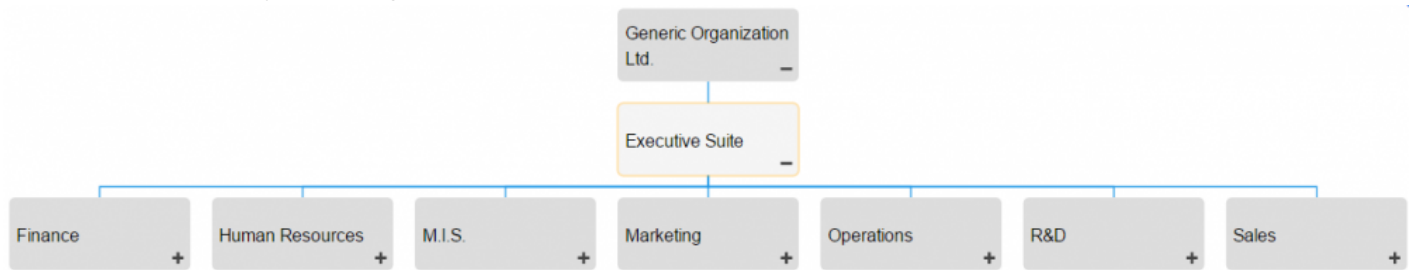 Generic Organization
Ltd.
Executive Suite
Finance
Human Resources
M.I.S.
Marketing
Operations
R&D
Sales